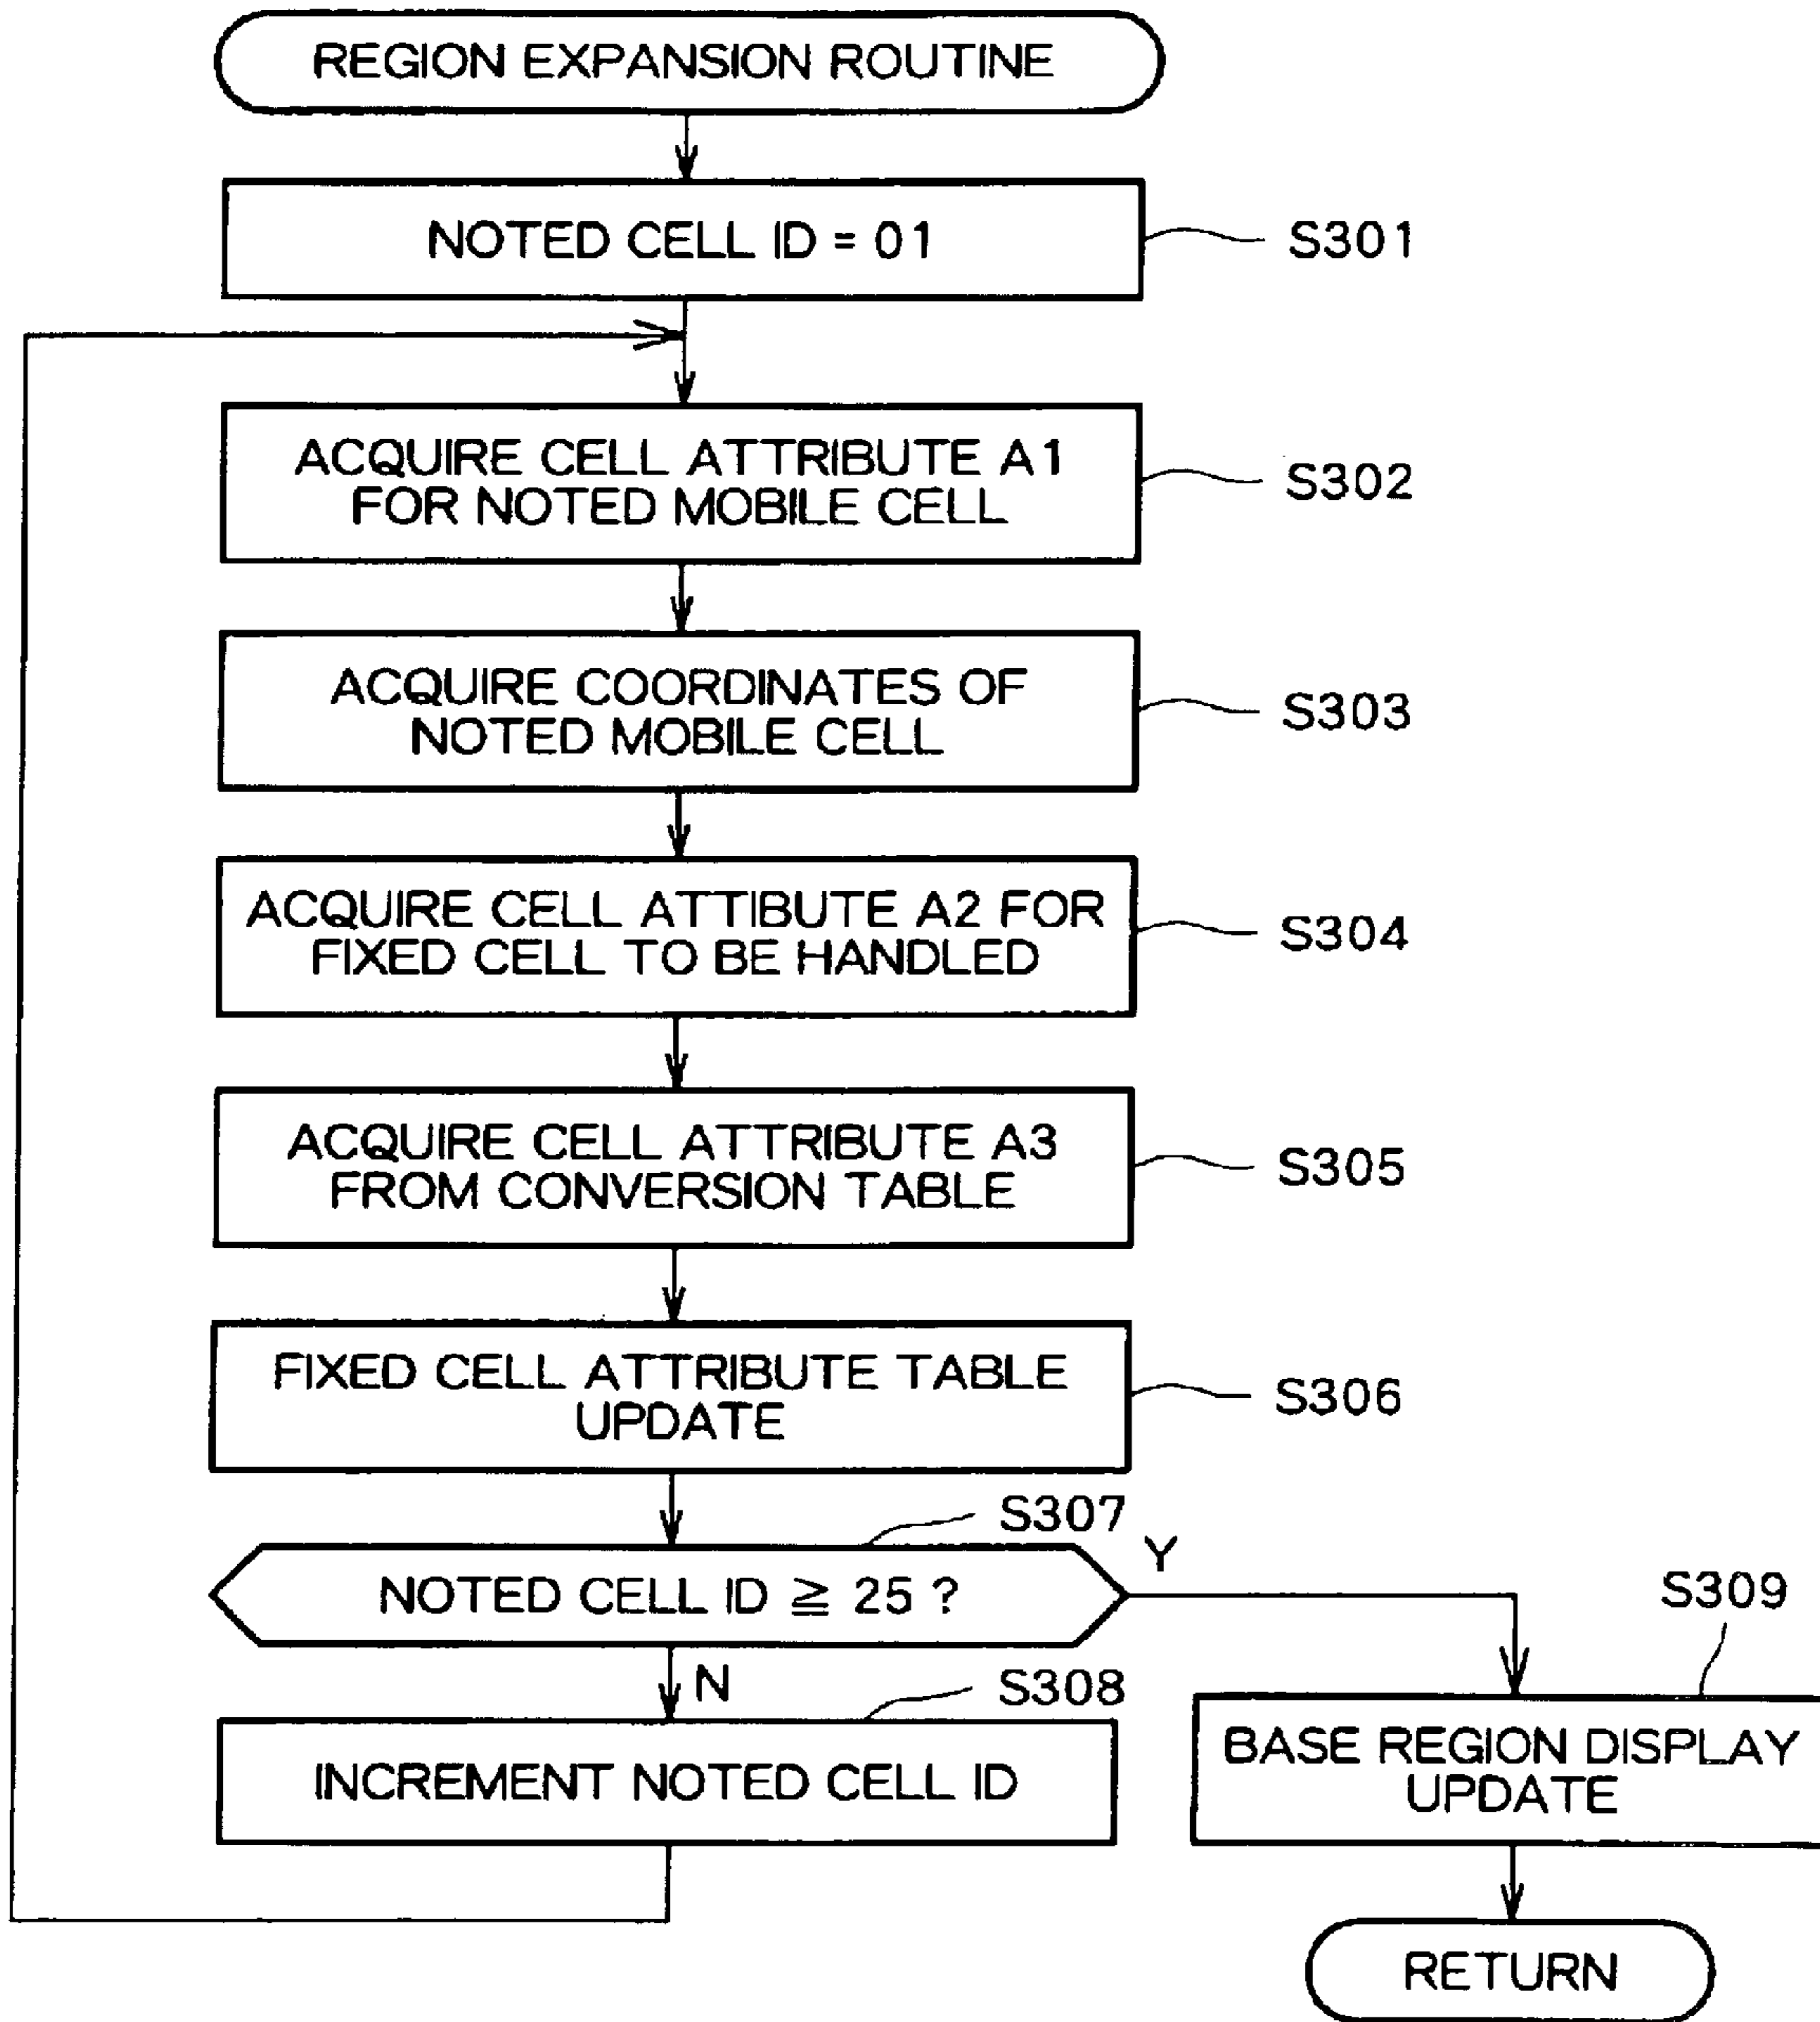 REGION EXPANSION ROUTINE
NOTED CELL ID = 01
S301
ACQUIRE CELL ATTRIBUTE A1
FOR NOTED MOBILE CELL
S302
ACQUIRE COORDINATES OF
NOTED MOBILE CELL
S303
ACQUIRE CELL ATTIBUTE A2 FOR
FIXED CELL TO BE HANDLED
S304
ACQUIRE CELL ATTRIBUTE A3
FROM CONVERSION TABLE
S305
FIXED CELL ATTRIBUTE TABLE
UPDATE
S306
S307
NOTED CELL ID ≧ 25 ?
Y
N
S308
INCREMENT NOTED CELL ID
S309
BASE REGION DISPLAY
UPDATE
RETURN